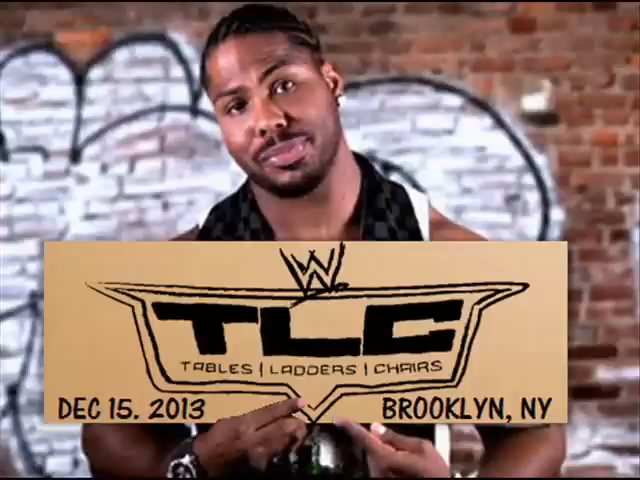 W
TLC
TABLES | LADDERS | CHAIRS
DEC 15. 2013
BROOKLYN, NY